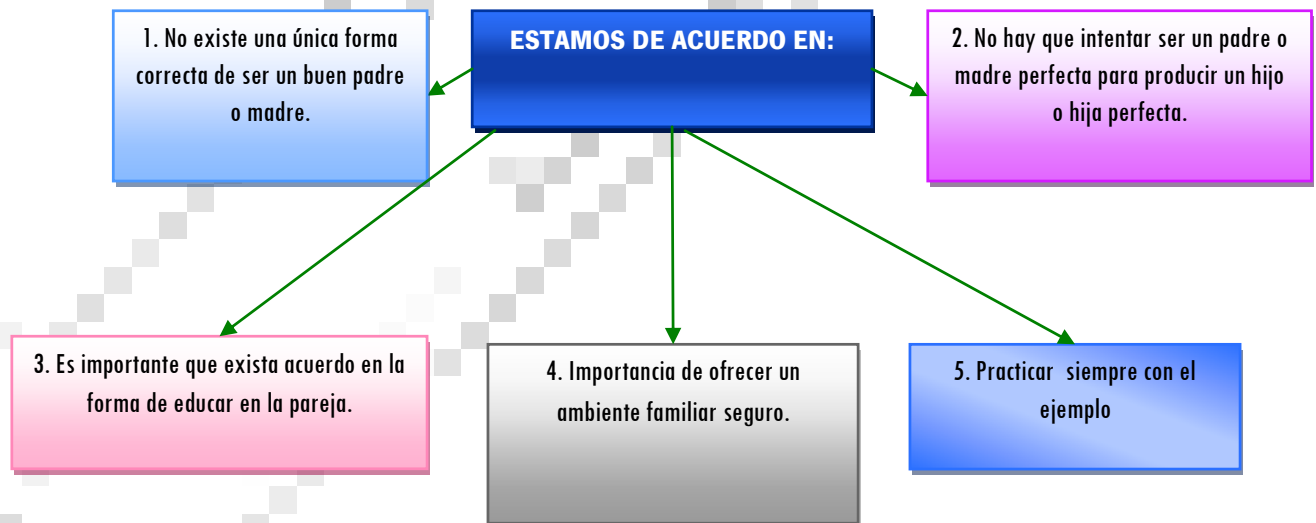 ESTAMOS DE ACUERDO EN:
1. No existe una única forma
correcta de ser un buen padre
o madre.
2. No hay que intentar ser un padre o
madre perfecta para producir un hijo
o hija perfecta.
3. Es importante que exista acuerdo en la
forma de educar en la pareja.
4. Importancia de ofrecer un
ambiente familiar seguro.
5. Practicar  siempre con el
ejemplo